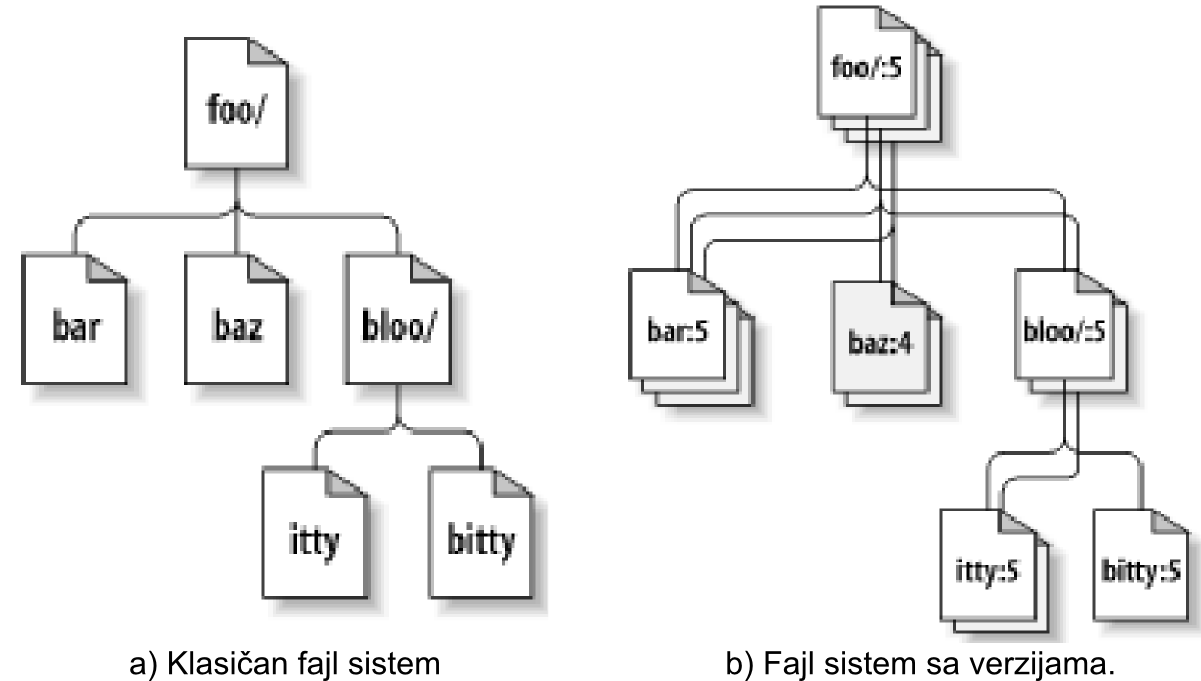 foo/
bar
baz
bloo/
itty
bitty
a) Klasičan fajl sistem
foo/:5
bar:5
baz:4
bloo/:5
itty:5
bitty:5
b) Fajl sistem sa verzijama.